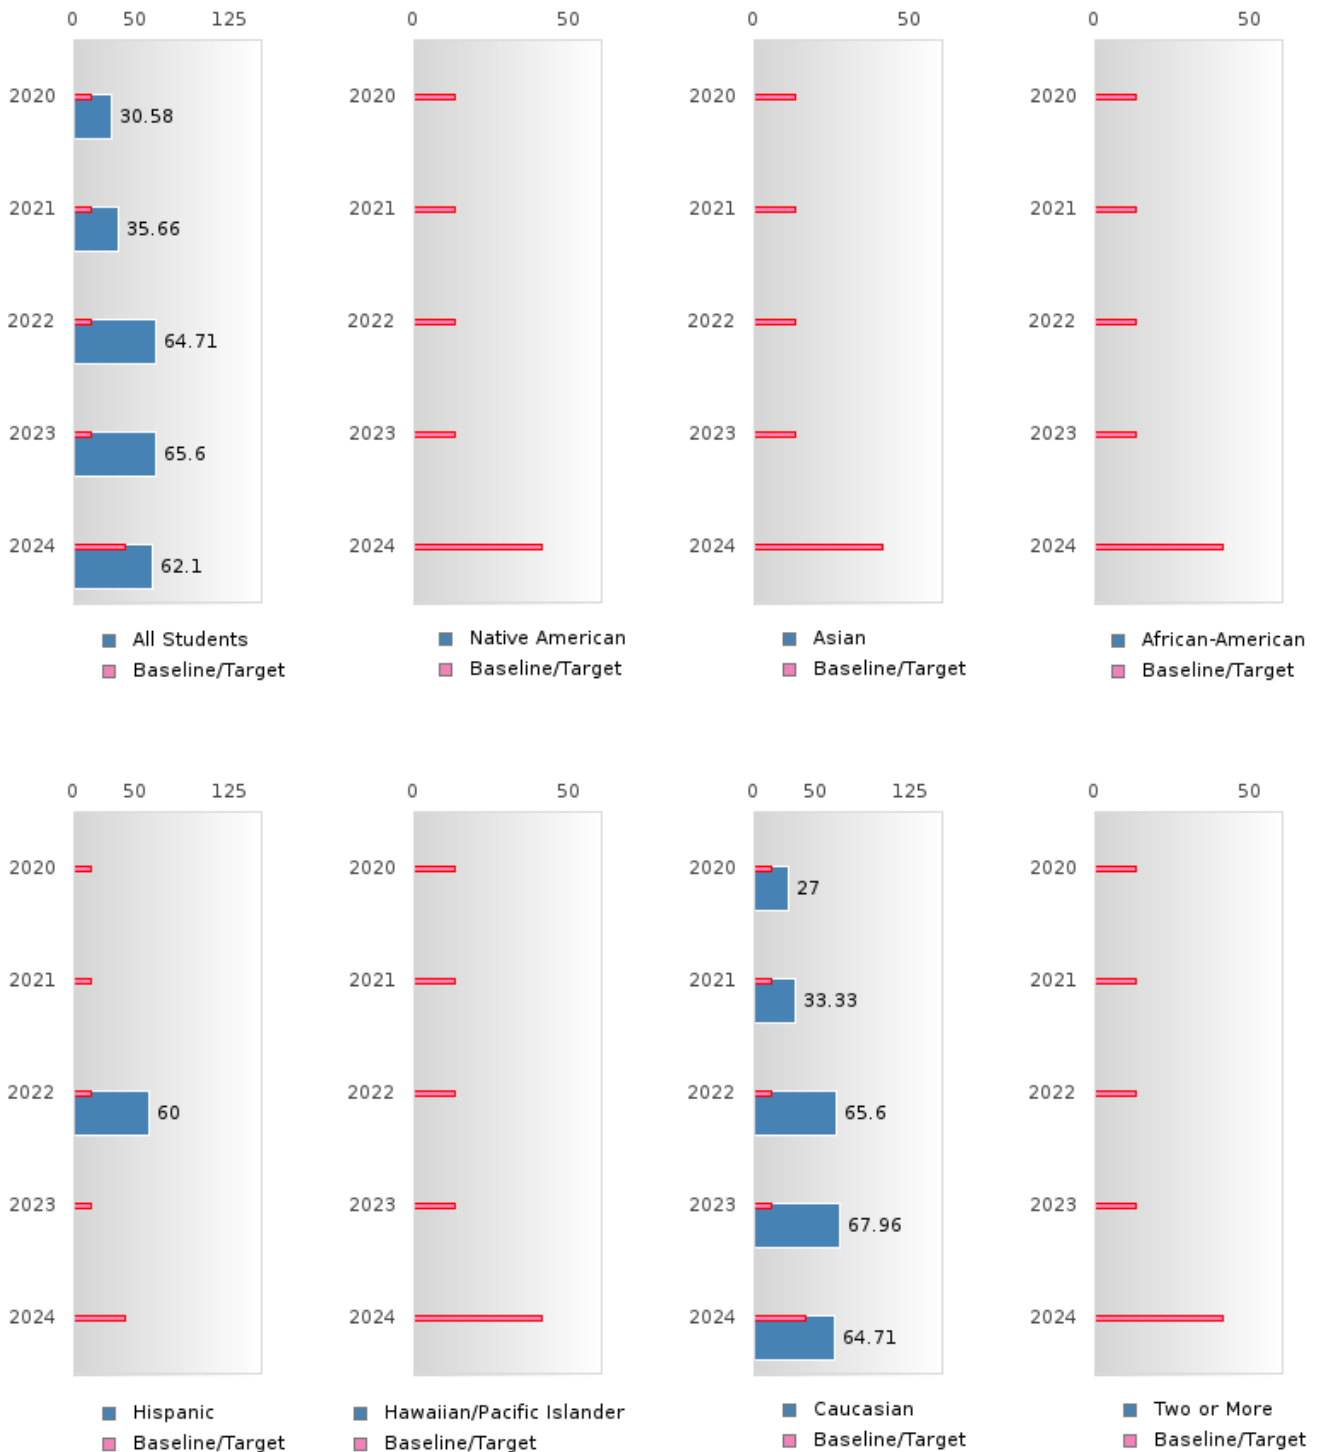 0 50 125
2020
30.58
2021
35.66
2022
64.71
2023
65.6
2024
62.1
All Students
Baseline/Target
0 50
2020
2021
2022
2023
2024
Native American
Baseline/Target
0 50
2020
2021
2022
2023
2024
Asian
Baseline/Target
0 50
2020
2021
2022
2023
2024
African-American
Baseline/Target
0 50 125
2020
2021
2022
60
2023
2024
Hispanic
Baseline/Target
0 50
2020
2021
2022
2023
2024
Hawaiian/Pacific Islander
Baseline/Target
0 50 125
2020
27
2021
33.33
2022
65.6
2023
67.96
2024
64.71
Caucasian
Baseline/Target
0 50
2020
2021
2022
2023
2024
Two or More
Baseline/Target